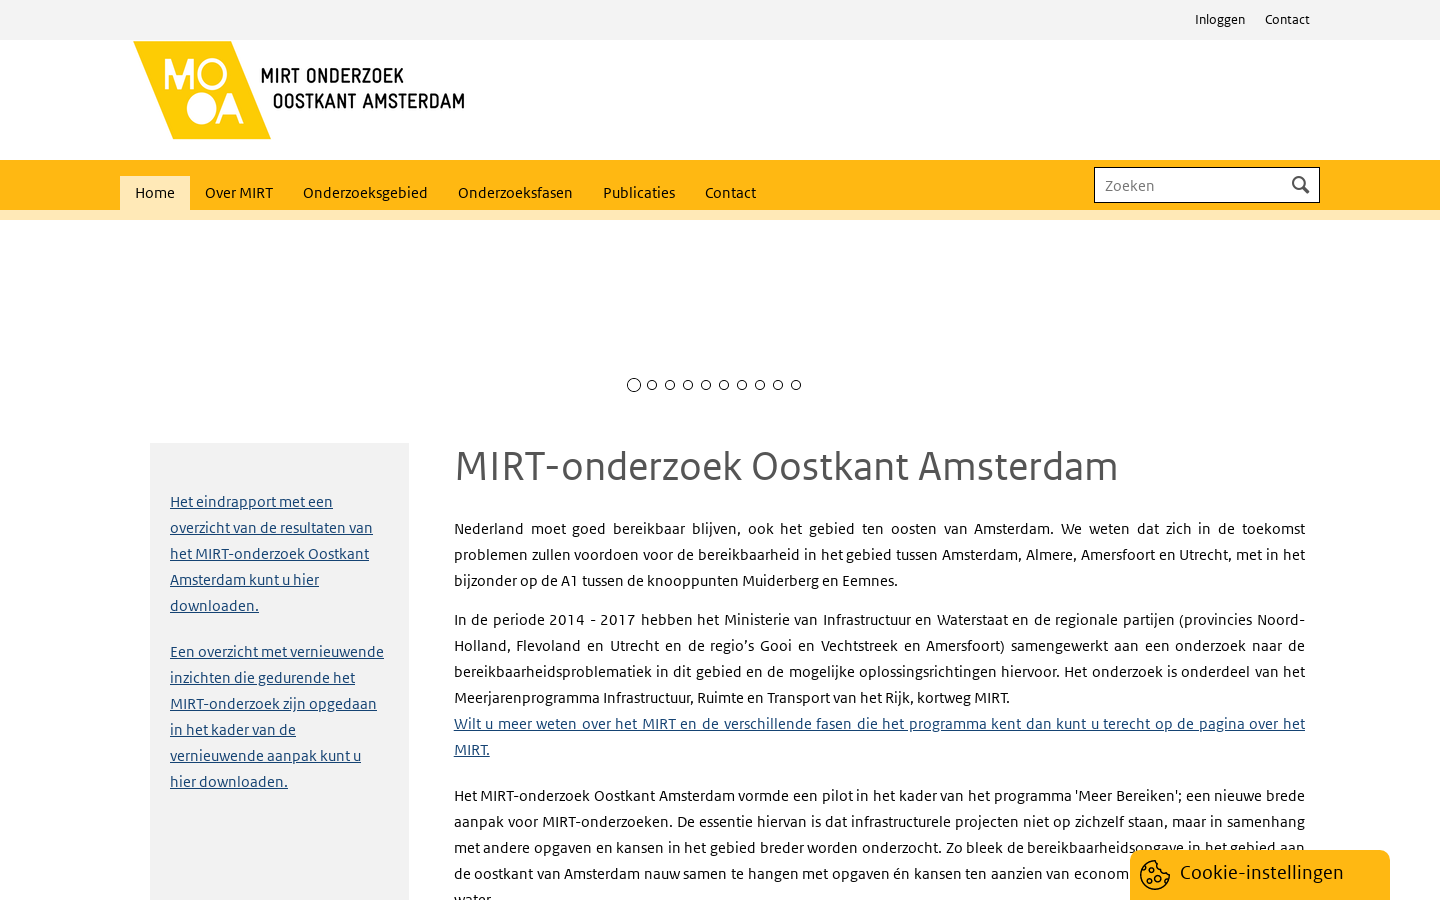 Inloggen Contact
MO
OA
MIRT ONDERZOEK
OOSTKANT AMSTERDAM
Home Over MIRT Onderzoeksgebied Onderzoeksfasen Publicaties Contact Zoeken
Het eindrapport met een
overzicht van de resultaten van
het MIRT-onderzoek Oostkant
Amsterdam kunt u hier
downloaden.
Een overzicht met vernieuwende
inzichten die gedurende het
MIRT-onderzoek zijn opgedaan
in het kader van de
vernieuwende aanpak kunt u
hier downloaden.
MIRT-onderzoek Oostkant Amsterdam
Nederland moet goed bereikbaar blijven, ook het gebied ten oosten van Amsterdam. We weten dat zich in de toekomst
problemen zullen voordoen voor de bereikbaarheid in het gebied tussen Amsterdam, Almere, Amersfoort en Utrecht, met in het
bijzonder op de A1 tussen de knooppunten Muiderberg en Eemnes.
In de periode 2014 - 2017 hebben het Ministerie van Infrastructuur en Waterstaat en de regionale partijen (provincies Noord-
Holland, Flevoland en Utrecht en de regio’s Gooi en Vechtstreek en Amersfoort) samengewerkt aan een onderzoek naar de
bereikbaarheidsproblematiek in dit gebied en de mogelijke oplossingsrichtingen hiervoor. Het onderzoek is onderdeel van het
Meerjarenprogramma Infrastructuur, Ruimte en Transport van het Rijk, kortweg MIRT.
Wilt u meer weten over het MIRT en de verschillende fasen die het programma kent dan kunt u terecht op de pagina over het
MIRT.
Het MIRT-onderzoek Oostkant Amsterdam vormde een pilot in het kader van het programma 'Meer Bereiken'; een nieuwe brede
aanpak voor MIRT-onderzoeken. De essentie hiervan is dat infrastructurele projecten niet op zichzelf staan, maar in samenhang
met andere opgaven en kansen in het gebied breder worden onderzocht. Zo bleek de bereikbaarheidsopgave in het gebied aan
de oostkant van Amsterdam nauw samen te hangen met opgaven én kansen ten aanzien van econom
water
Cookie-instellingen